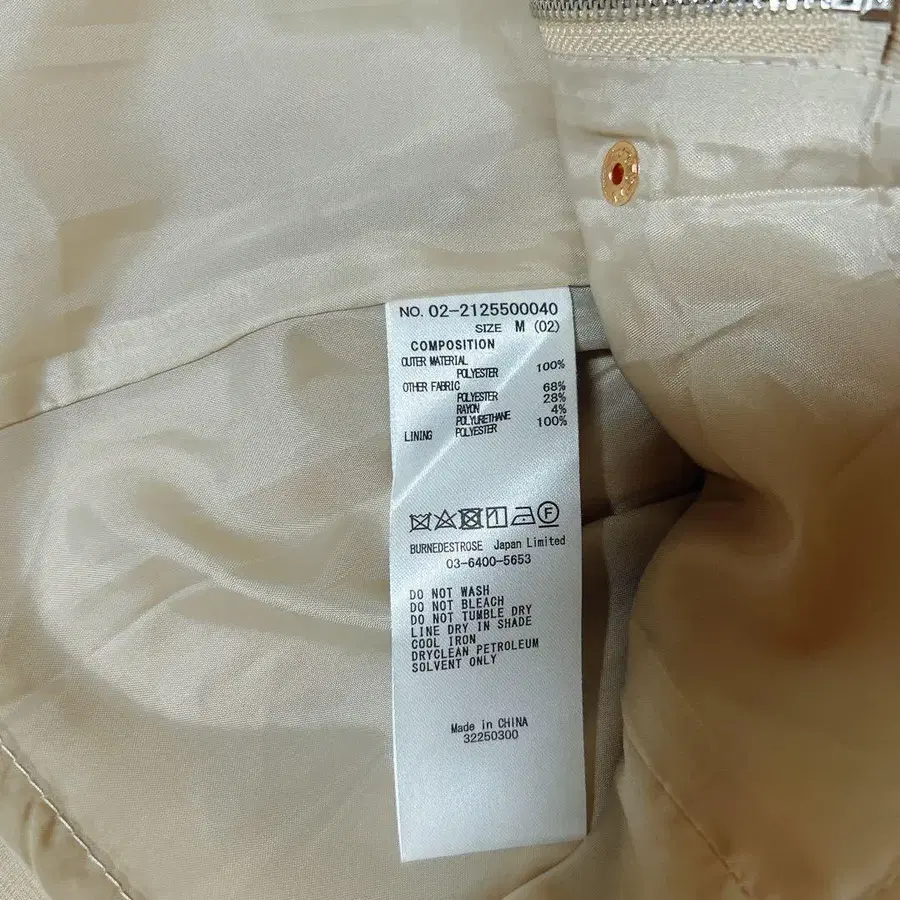 NO. 02-2125500040
SIZE M (02)
COMPOSITION
OUTER MATERIAL
POLYESTER 100%
OTHER FABRIC 68%
POLYESTER 28%
RAYON 4%
POLYURETHANE 100%
LINING POLYESTER
F
BURNEDESTROSE Japan Limited
03-6400-5653
DO NOT WASH
DO NOT BLEACH
DO NOT TUMBLE DRY
LINE DRY IN SHADE
COOL IRON
DRYCLEAN PETROLEUM
SOLVENT ONLY
Made in CHINA
32250300